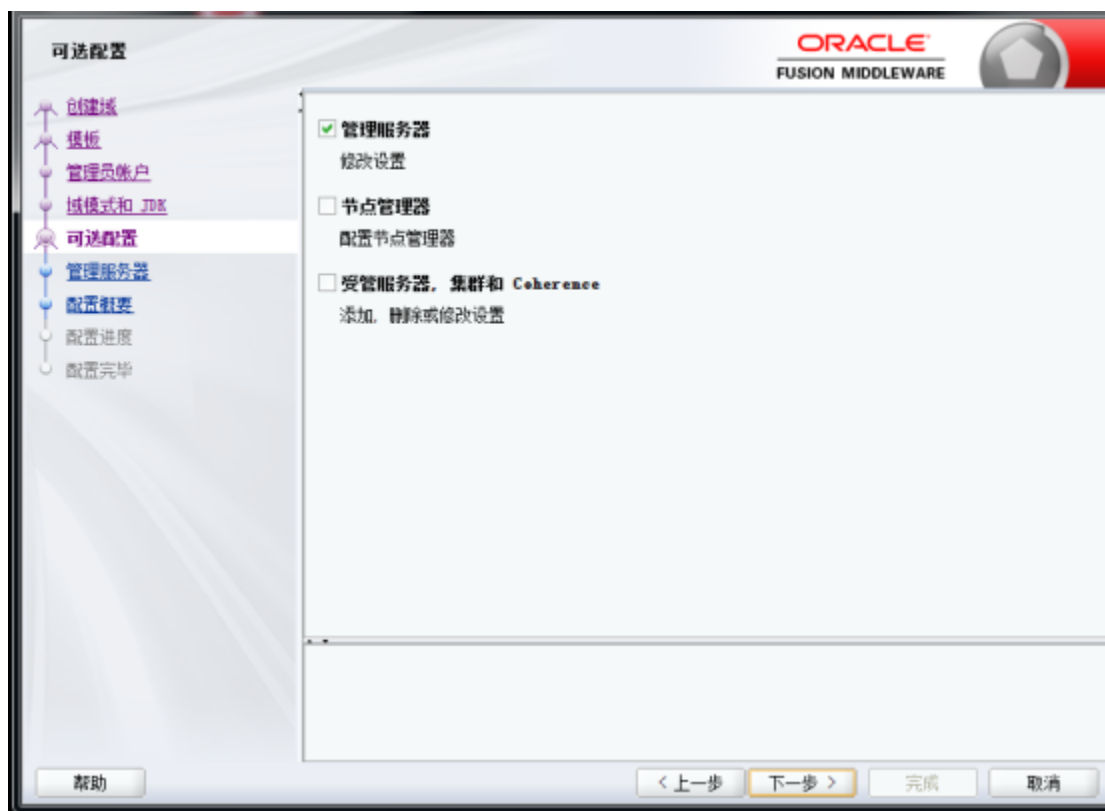 可选配置
ORACLE
FUSION MIDDLEWARE
创建域
模板
管理员帐户
域模式和 JDK
可选配置
管理服务器
配置概要
配置进度
配置完毕
管理服务器
修改设置
节点管理器
配置节点管理器
受管服务器, 集群和 Coherence
添加, 删除或修改设置
帮助
< 上一步
下一步 >
完成
取消